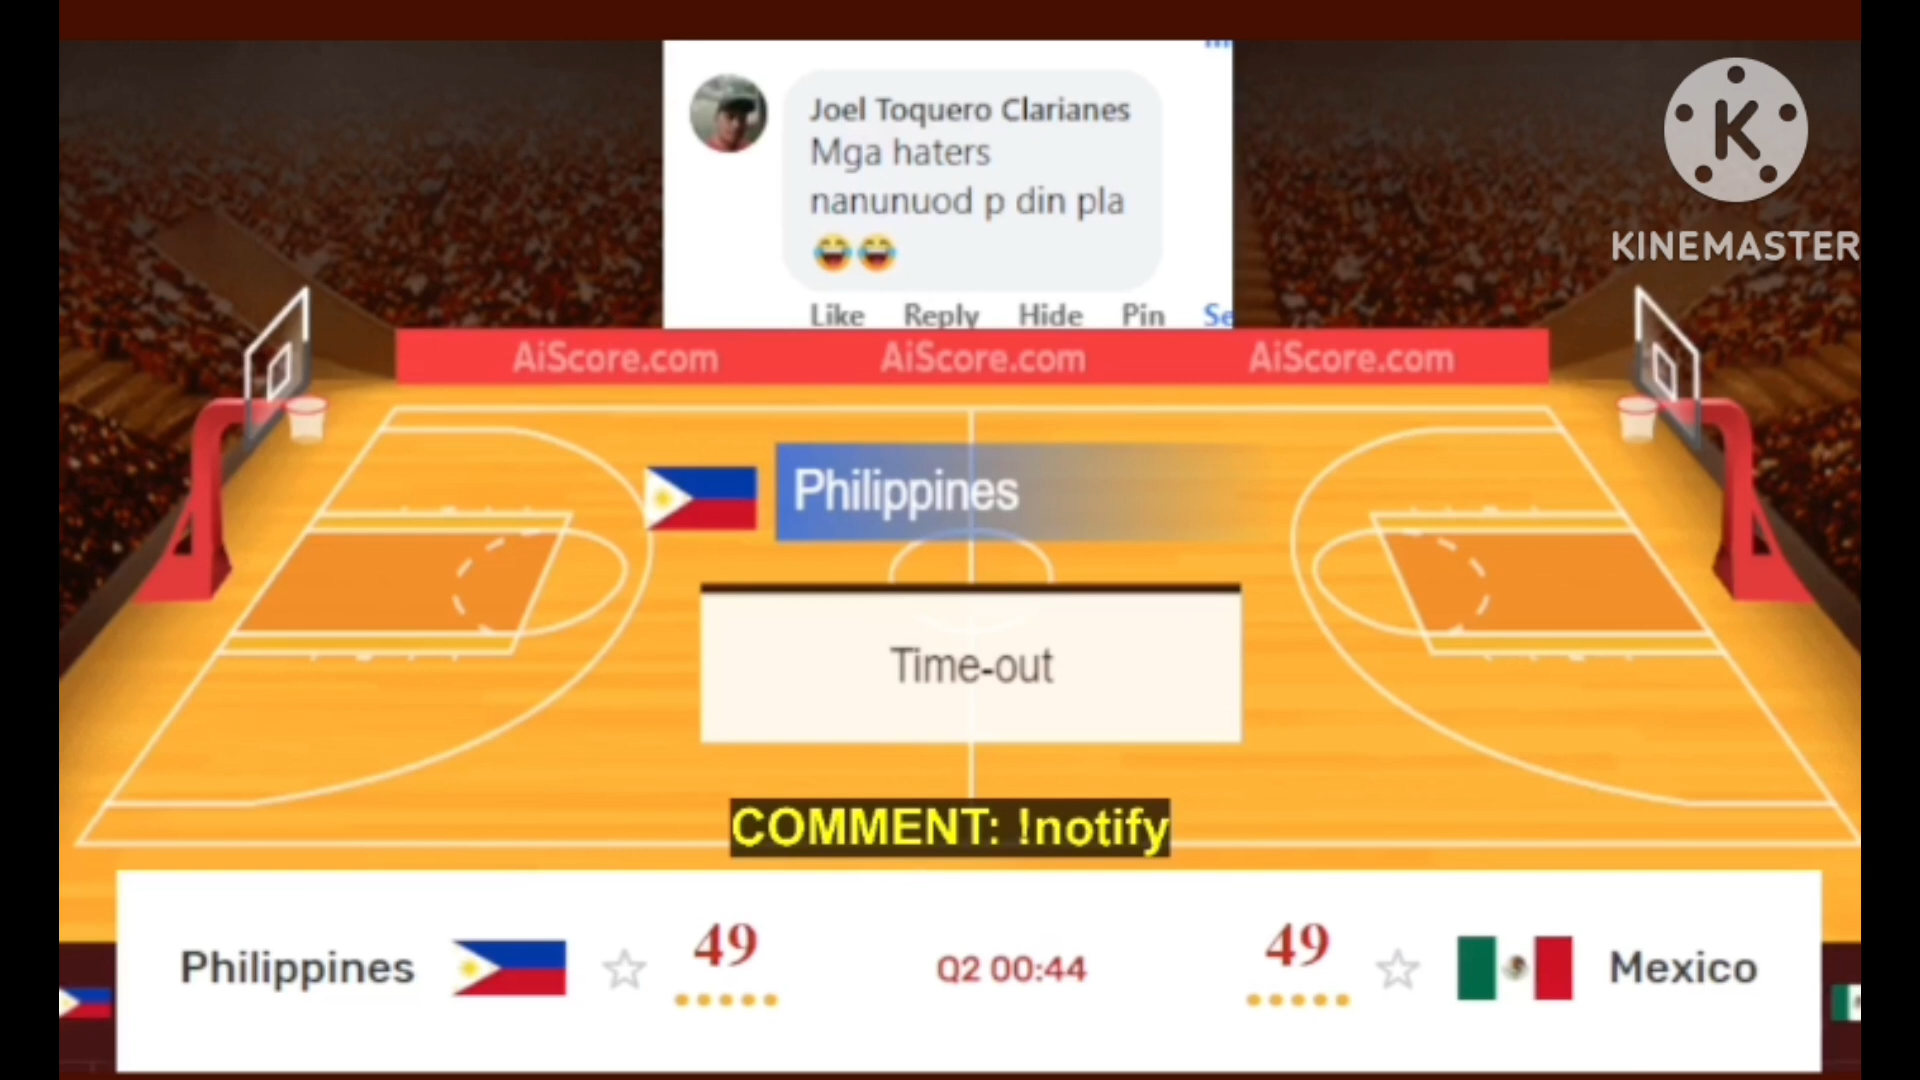 Joel Toquero Clarianes
Mga haters
nanunuod p din pla
😂😂
Like Reply Hide Pin Se
K
KINEMASTER
AiScore.com AiScore.com AiScore.com
Philippines
Time-out
COMMENT: !notify
Philippines 49 Q2 00:44 49 Mexico